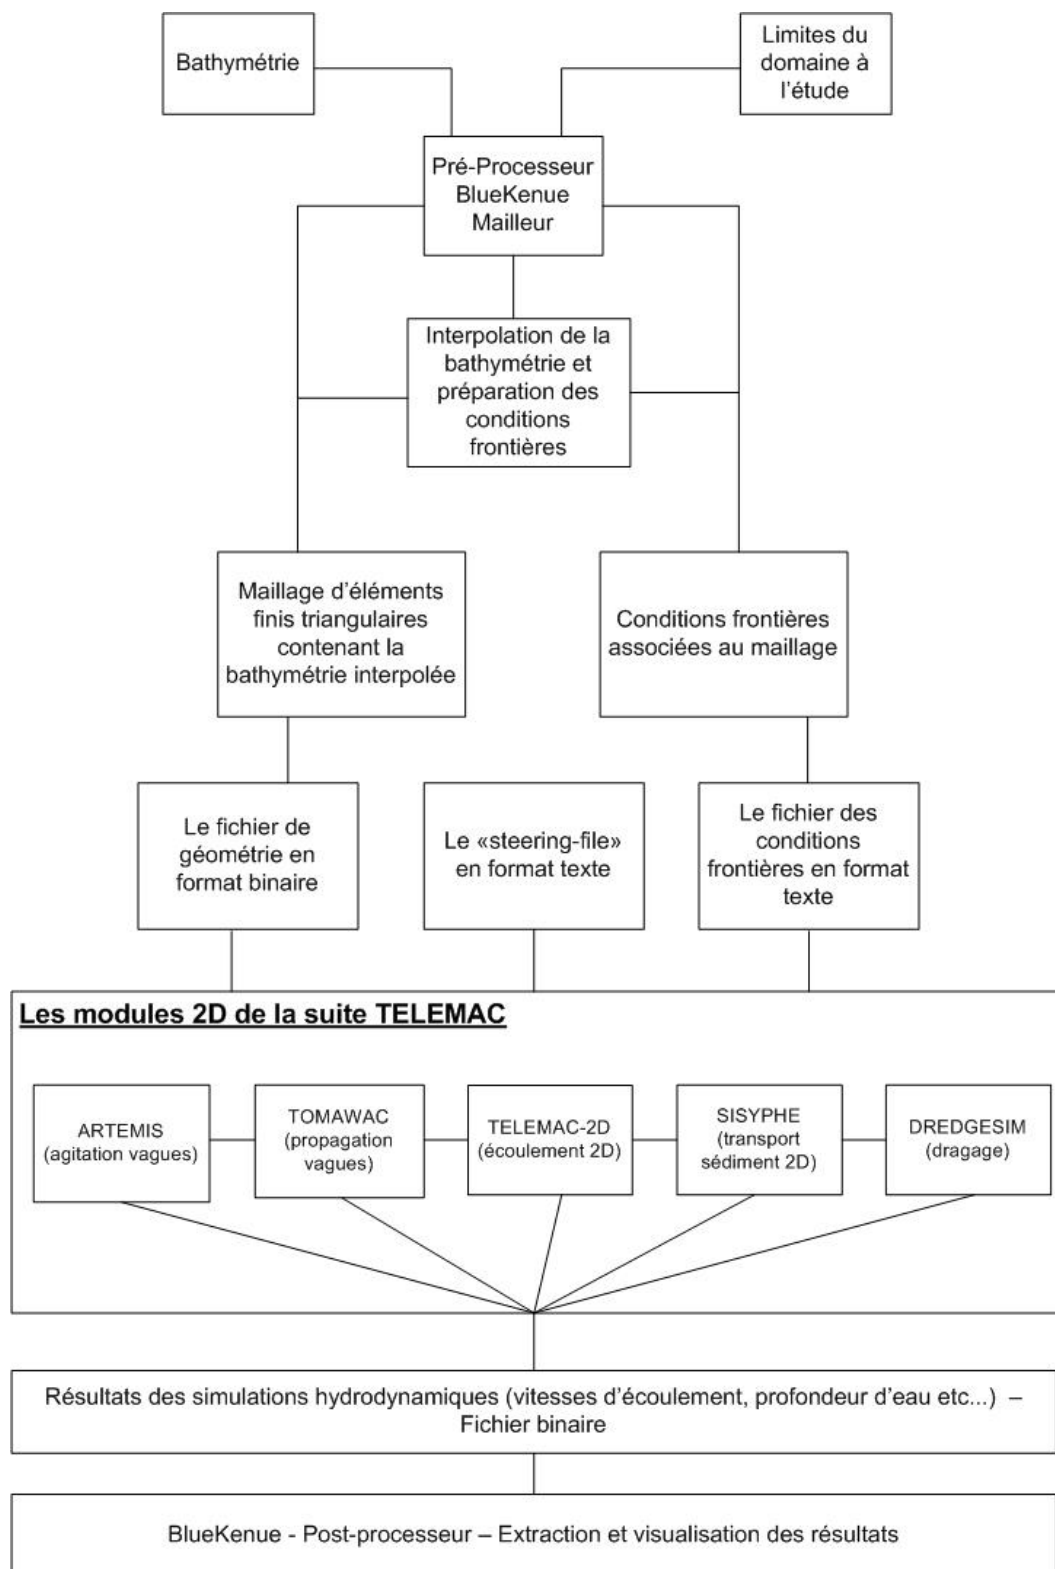 Bathymétrie
Limites du
domaine à
l'étude
Pré-Processeur
BlueKenue
Mailleur
Interpolation de la
bathymétrie et
préparation des
conditions
frontières
Maillage d'éléments
finis triangulaires
contenant la
bathymétrie interpolée
Conditions frontières
associées au maillage
Le fichier de
géométrie en
format binaire
Le «steering-file»
en format texte
Le fichier des
conditions
frontières en format
texte
Les modules 2D de la suite TELEMAC
ARTEMIS
(agitation vagues)
TOMAWAC
(propagation
vagues)
TELEMAC-2D
(écoulement 2D)
SISYPHE
(transport
sédiment 2D)
DREDGESIM
(dragage)
Résultats des simulations hydrodynamiques (vitesses d'écoulement, profondeur d'eau etc...) –
Fichier binaire
BlueKenue - Post-processeur – Extraction et visualisation des résultats